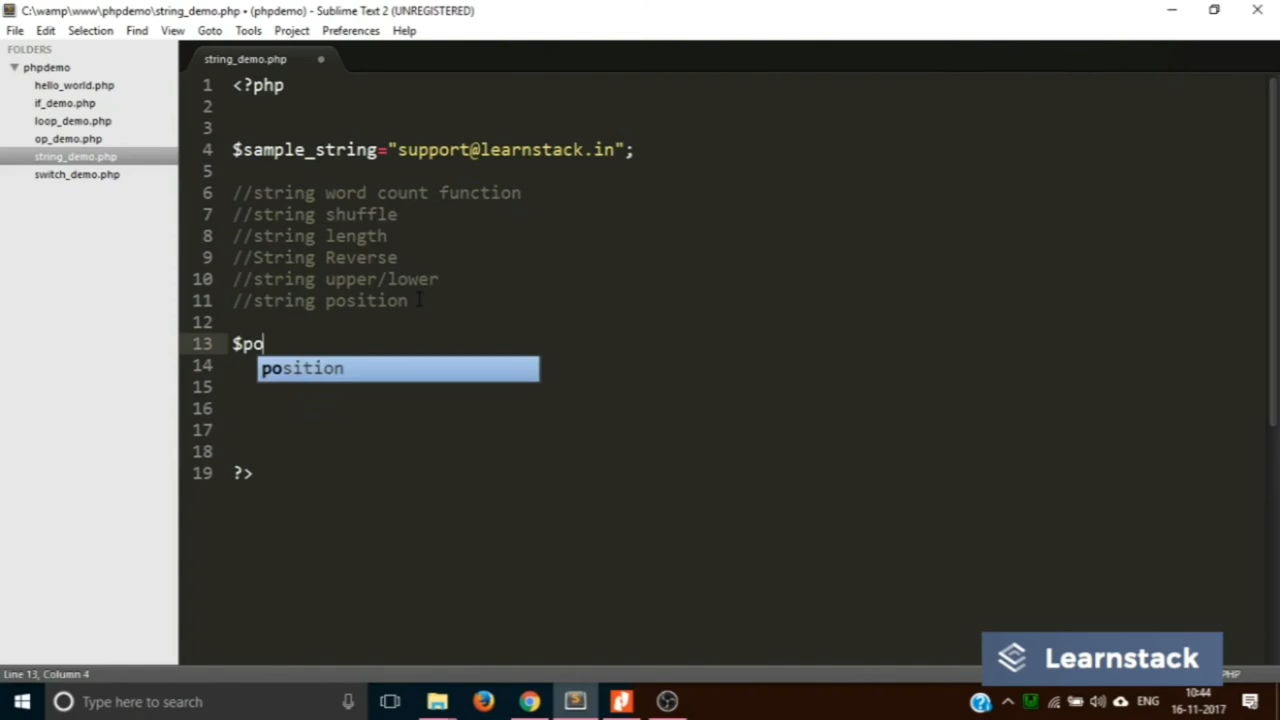 C:\wamp\www\phpdemo\string_demo.php • (phpdemo) - Sublime Text 2 (UNREGISTERED)
File Edit Selection Find View Goto Tools Project Preferences Help
FOLDERS
phpdemo
hello_world.php
if_demo.php
loop_demo.php
op_demo.php
string_demo.php
switch_demo.php
string_demo.php
1 <?php
2
3
4 $sample_string="support@learnstack.in";
5
6 //string word count function
7 //string shuffle
8 //string length
9 //String Reverse
10 //string upper/lower
11 //string position
12
13 $po
14 position
15
16
17
18
19 ?>
Learnstack
Line 13, Column 4
PHP
Type here to search
ENG
10:44
16-11-2017